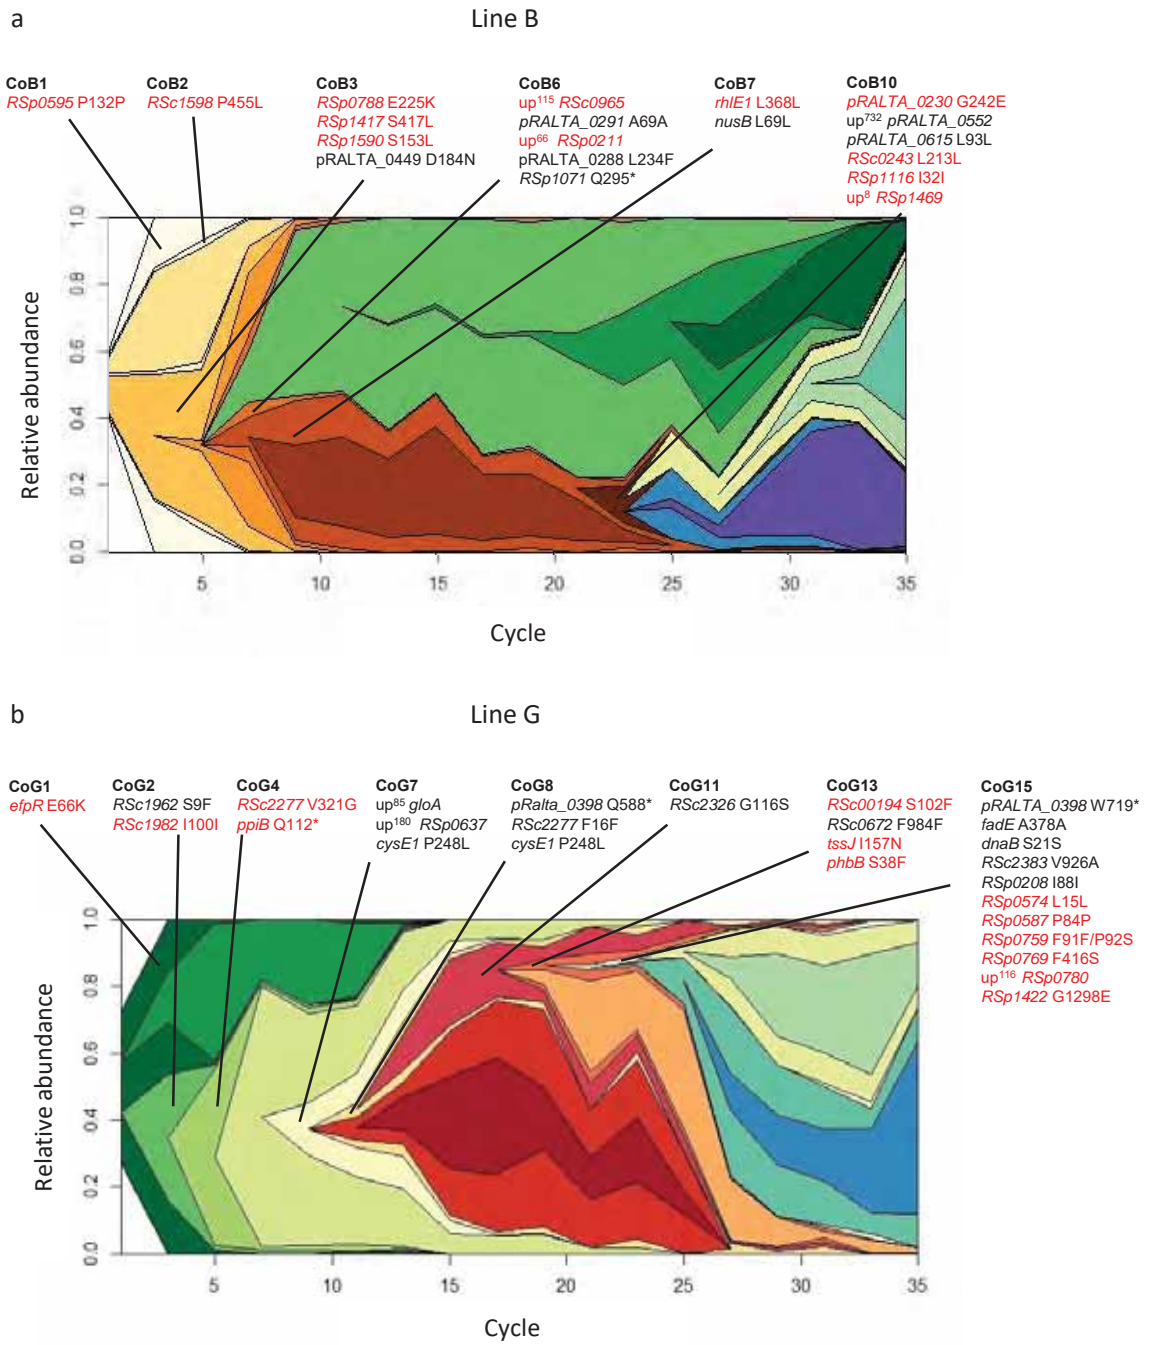 a
Line B
CoB1
RSp0595 P132P
CoB2
RSc1598 P455L
CoB3
RSp0788 E225K
RSp1417 S417L
RSp1590 S153L
pRALTA_0449 D184N
CoB6
up115 RSc0965
pRALTA_0291 A69A
up66 RSp0211
pRALTA_0288 L234F
RSp1071 Q295*
CoB7
rhlE1 L368L
nusB L69L
CoB10
pRALTA_0230 G242E
up732 pRALTA_0552
pRALTA_0615 L93L
RSc0243 L213L
RSp1116 I32I
up8 RSp1469
Relative abundance
1.0
0.8
0.6
0.4
0.2
0.0
5 10 15 20 25 30 35
Cycle
b
Line G
CoG1
efpR E66K
CoG2
RSc1962 S9F
RSc1982 I100I
CoG4
RSc2277 V321G
ppiB Q112*
CoG7
up85 gloA
up180 RSp0637
cysE1 P248L
CoG8
pRalta_0398 Q588*
RSc2277 F16F
cysE1 P248L
CoG11
RSc2326 G116S
CoG13
RSc00194 S102F
RSc0672 F984F
tssJ I157N
phbB S38F
CoG15
pRALTA_0398 W719*
fadE A378A
dnaB S21S
RSc2383 V926A
RSp0208 I88I
RSp0574 L15L
RSp0587 P84P
RSp0759 F91F/P92S
RSp0769 F416S
up116 RSp0780
RSp1422 G1298E
Relative abundance
1.0
0.8
0.6
0.4
0.2
0.0
5 10 15 20 25 30 35
Cycle